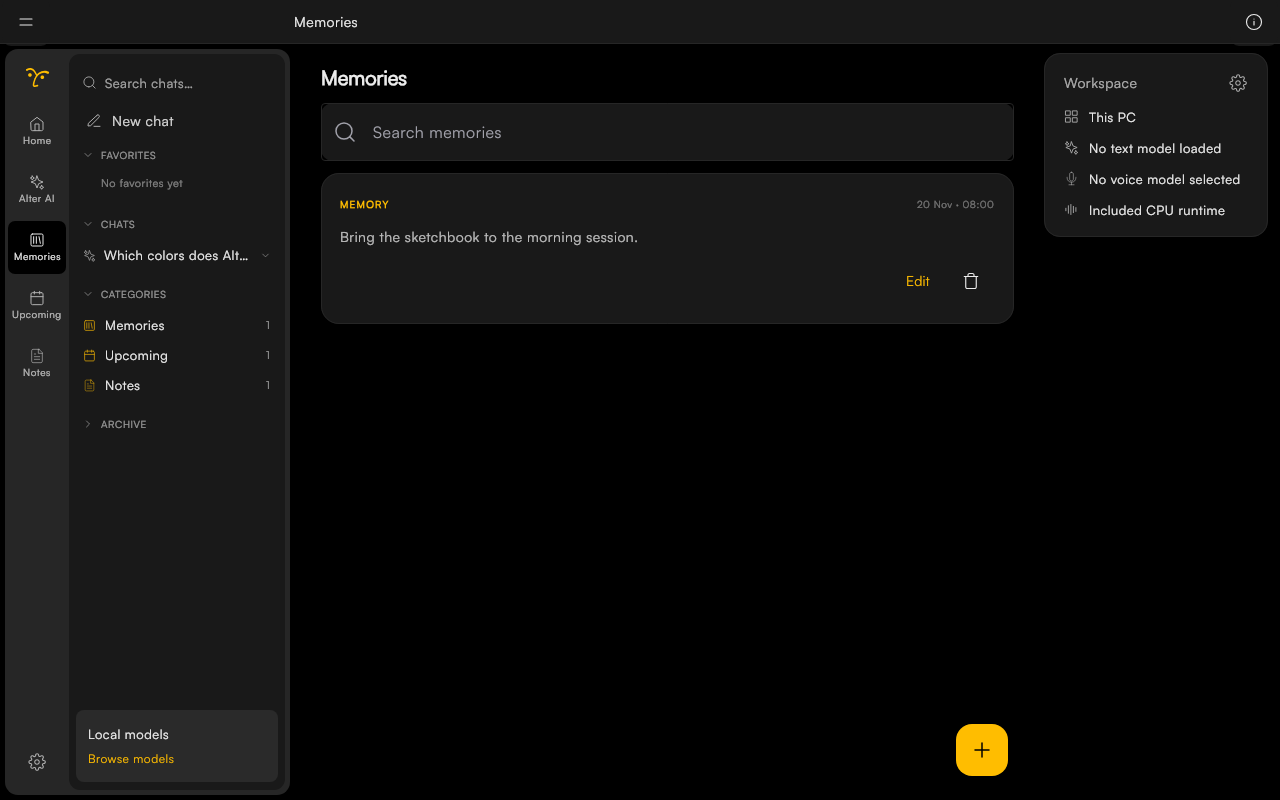 Memories
Search chats...
New chat
FAVORITES
No favorites yet
CHATS
Which colors does Alt...
CATEGORIES
Memories 1
Upcoming 1
Notes 1
ARCHIVE
Local models
Browse models
Home
Alter AI
Memories
Upcoming
Notes
Memories
Search memories
MEMORY 20 Nov • 08:00
Bring the sketchbook to the morning session.
Edit
Workspace
This PC
No text model loaded
No voice model selected
Included CPU runtime